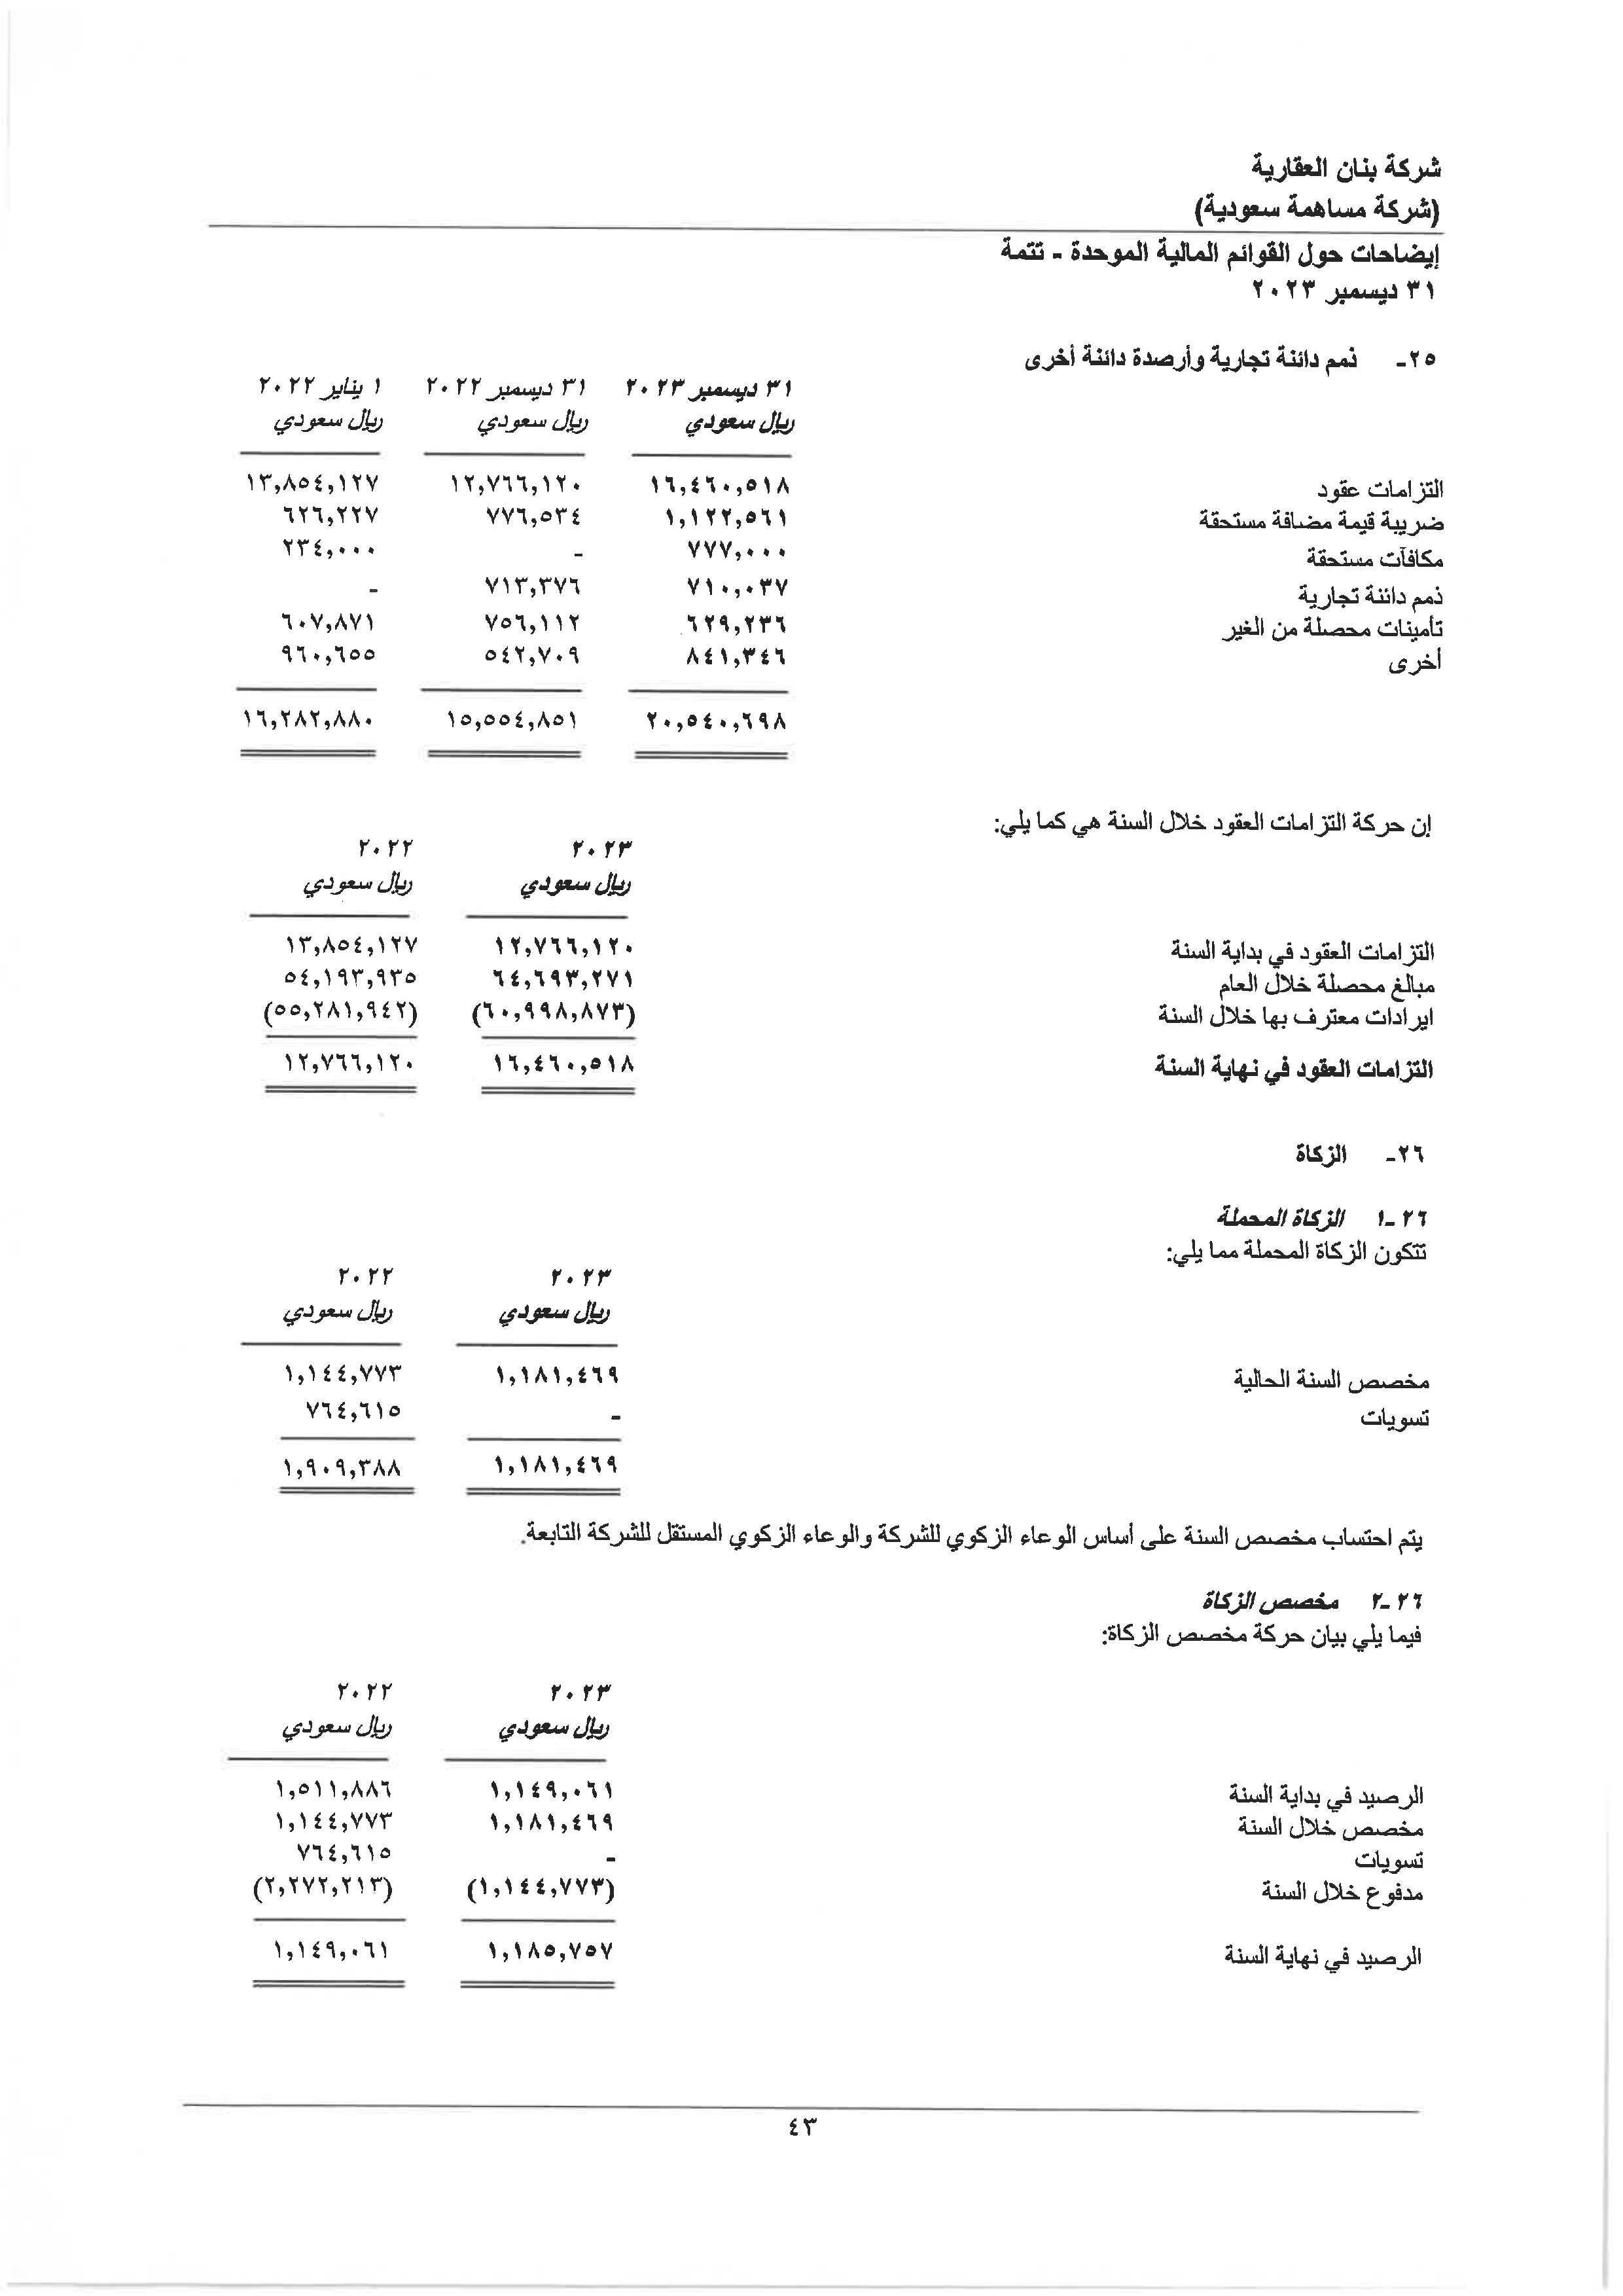 شركة بنان العقارية
(شركة مساهمة سعودية)
إيضاحات حول القوائم المالية الموحدة - تتمة
٣١ ديسمبر ٢٠٢٣
٢٥- ذمم دائنة تجارية وأرصدة دائنة أخرى
٣١ ديسمبر ٢٠٢٣ ٣١ ديسمبر ٢٠٢٢ ١ يناير ٢٠٢٢
ريال سعودي ريال سعودي ريال سعودي
التزامات عقود ١٦,٤٦٠,٥١٨ ١٢,٧٦٦,١٢٠ ١٣,٨٥٤,١٢٧
ضريبة قيمة مضافة مستحقة ١,١٢٢,٥٦١ ٧٧٦,٥٣٤ ٦٢٦,٢٢٧
مكافآت مستحقة ٧٧٧,٠٠٠ - ٢٣٤,٠٠٠
ذمم دائنة تجارية ٧١٠,٠٣٧ ٧١٣,٣٧٦ -
تأمينات محصلة من الغير ٦٢٩,٢٣٦ ٧٥٦,١١٢ ٦٠٧,٨٧١
أخرى ٨٤١,٣٤٦ ٥٤٢,٧٠٩ ٩٦٠,٦٥٥
٢٠,٥٤٠,٦٩٨ ١٥,٥٥٤,٨٥١ ١٦,٢٨٢,٨٨٠
إن حركة التزامات العقود خلال السنة هي كما يلي:
٢٠٢٣ ٢٠٢٢
ريال سعودي ريال سعودي
التزامات العقود في بداية السنة ١٢,٧٦٦,١٢٠ ١٣,٨٥٤,١٢٧
مبالغ محصلة خلال العام ٦٤,٦٩٣,٢٧١ ٥٤,١٩٣,٩٣٥
ايرادات معترف بها خلال السنة (٦٠,٩٩٨,٨٧٣) (٥٥,٢٨١,٩٤٢)
التزامات العقود في نهاية السنة ١٦,٤٦٠,٥١٨ ١٢,٧٦٦,١٢٠
٢٦- الزكاة
٢٦-١ الزكاة المحملة
تتكون الزكاة المحملة مما يلي:
٢٠٢٣ ٢٠٢٢
ريال سعودي ريال سعودي
مخصص السنة الحالية ١,١٨١,٤٦٩ ١,١٤٤,٧٧٣
تسويات - ٧٦٤,٦١٥
١,١٨١,٤٦٩ ١,٩٠٩,٣٨٨
يتم احتساب مخصص السنة على أساس الوعاء الزكوي للشركة والوعاء الزكوي المستقل للشركة التابعة.
٢٦-٢ مخصص الزكاة
فيما يلي بيان حركة مخصص الزكاة:
٢٠٢٣ ٢٠٢٢
ريال سعودي ريال سعودي
الرصيد في بداية السنة ١,١٤٩,٠٦١ ١,٥١١,٨٨٦
مخصص خلال السنة ١,١٨١,٤٦٩ ١,١٤٤,٧٧٣
تسويات - ٧٦٤,٦١٥
مدفوع خلال السنة (١,١٤٤,٧٧٣) (٢,٢٧٢,٢١٣)
الرصيد في نهاية السنة ١,١٨٥,٧٥٧ ١,١٤٩,٠٦١
٤٣